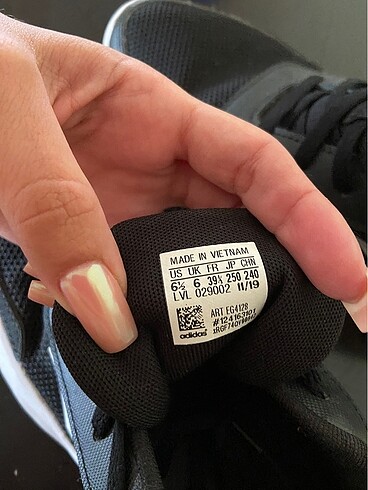 MADE IN VIETNAM
US UK FR JP CHN
6½ 6 39⅓ 250 240
LVL 029002 11/19
ART EG4128
adidas